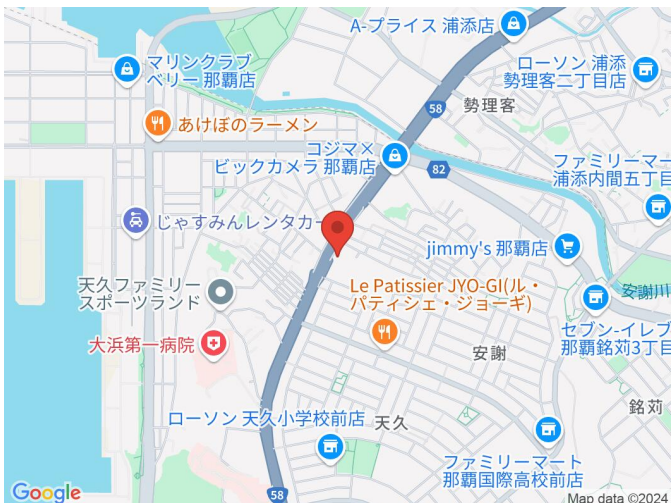 A-プライス 浦添店
マリンクラブ
ベリー 那覇店
ローソン 浦添
勢理客二丁目店
58
勢理客
あけぼのラーメン
コジマ×
ビックカメラ 那覇店
82
ファミリーマート
浦添内間五丁目
じゃすみんレンタカー
jimmy's 那覇店
天久ファミリー
スポーツランド
Le Patissier JYO-GI(ル・
パティシェ・ジョーギ)
安謝川
大浜第一病院
セブン-イレブ
那覇銘苅3丁目
安謝
銘苅
ローソン 天久小学校前店
天久
ファミリーマート
那覇国際高校前店
58
Google
Map data ©2024